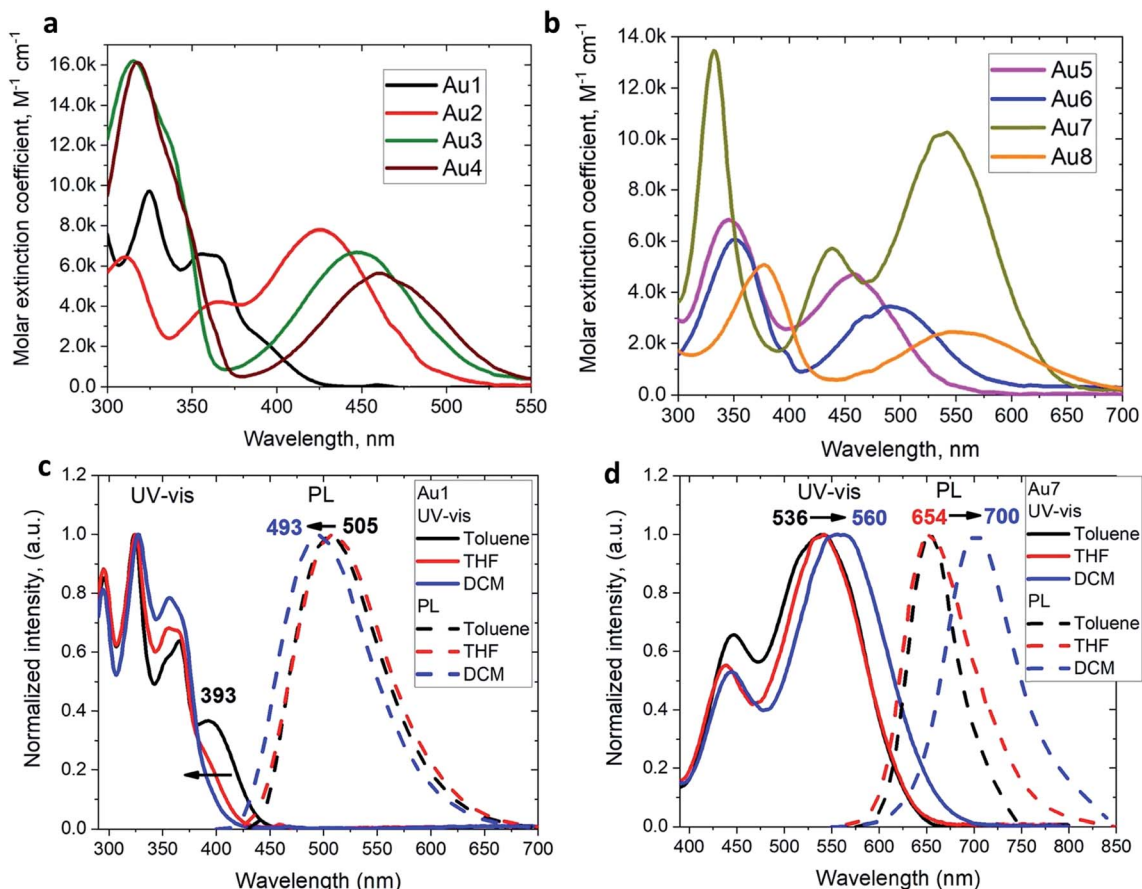 a
Molar extinction coefficient, M⁻¹ cm⁻¹
16.0k
14.0k
12.0k
10.0k
8.0k
6.0k
4.0k
2.0k
0.0
Au1
Au2
Au3
Au4
300 350 400 450 500 550
Wavelength, nm
b
Molar extinction coefficient, M⁻¹ cm⁻¹
14.0k
12.0k
10.0k
8.0k
6.0k
4.0k
2.0k
0.0
Au5
Au6
Au7
Au8
300 350 400 450 500 550 600 650 700
Wavelength, nm
c
Normalized intensity, (a.u.)
1.2
1.0
0.8
0.6
0.4
0.2
0.0
UV-vis PL
493 505
393
Au1
UV-vis
Toluene
THF
DCM
PL
Toluene
THF
DCM
300 350 400 450 500 550 600 650 700
Wavelength (nm)
d
Normalized intensity, (a.u.)
1.2
1.0
0.8
0.6
0.4
0.2
0.0
UV-vis PL
536 560 654 700
Au7
UV-vis
Toluene
THF
DCM
PL
Toluene
THF
DCM
400 450 500 550 600 650 700 750 800 850
Wavelength (nm)